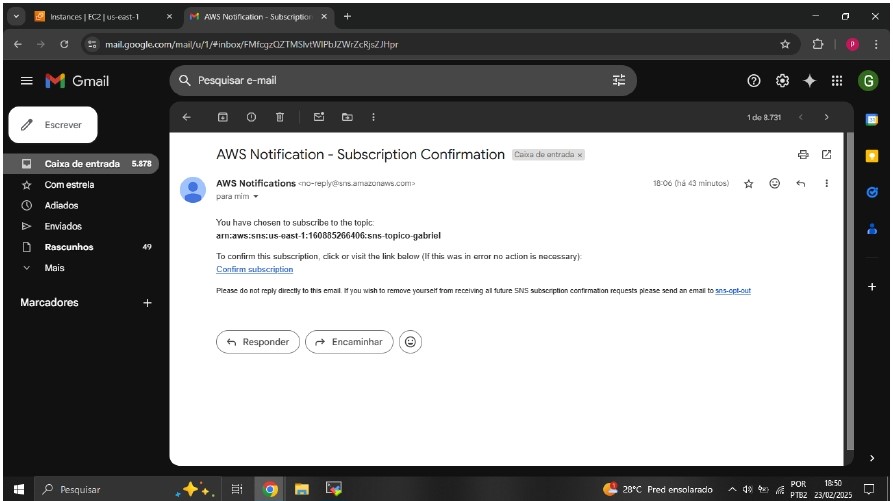 Instances | EC2 | us-east-1
AWS Notification - Subscription
mail.google.com/mail/u/1/#inbox/FMfcgzQZTMSlvtWlPbJZWrZcRjsZJHpr
P
Gmail
Pesquisar e-mail
G
Escrever
1 de 8.731
Caixa de entrada 5.878
Com estrela
Adiados
Enviados
Rascunhos 49
Mais
Marcadores
AWS Notification - Subscription Confirmation Caixa de entrada x
AWS Notifications <no-reply@sns.amazonaws.com>
18:06 (há 43 minutos)
para mim
You have chosen to subscribe to the topic:
arn:aws:sns:us-east-1:160885266406:sns-topico-gabriel
To confirm this subscription, click or visit the link below (If this was in error no action is necessary):
Confirm subscription
Please do not reply directly to this email. If you wish to remove yourself from receiving all future SNS subscription confirmation requests please send an email to sns-opt-out
Responder
Encaminhar
Pesquisar
28°C Pred ensolarado
POR
PTB2
18:50
23/02/2025